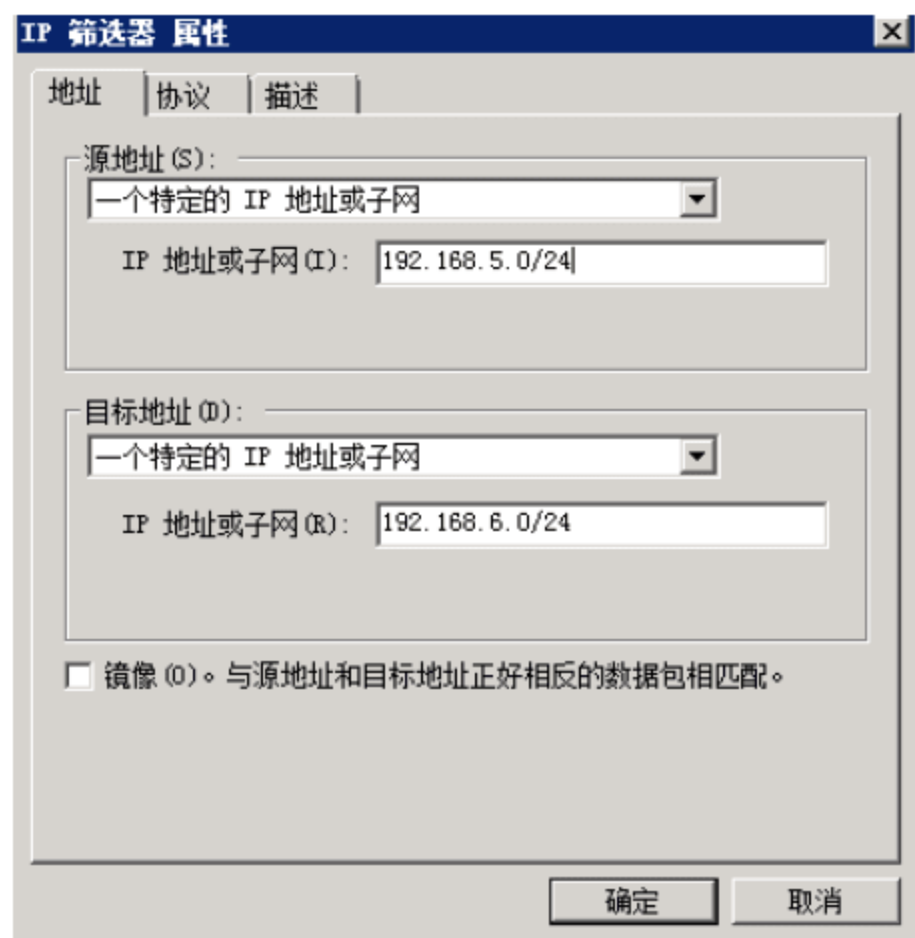 IP 筛选器 属性
地址 协议 描述
源地址(S):
一个特定的 IP 地址或子网
IP 地址或子网(I): 192.168.5.0/24
目标地址(D):
一个特定的 IP 地址或子网
IP 地址或子网(R): 192.168.6.0/24
镜像(O)。与源地址和目标地址正好相反的数据包相匹配。
确定 取消